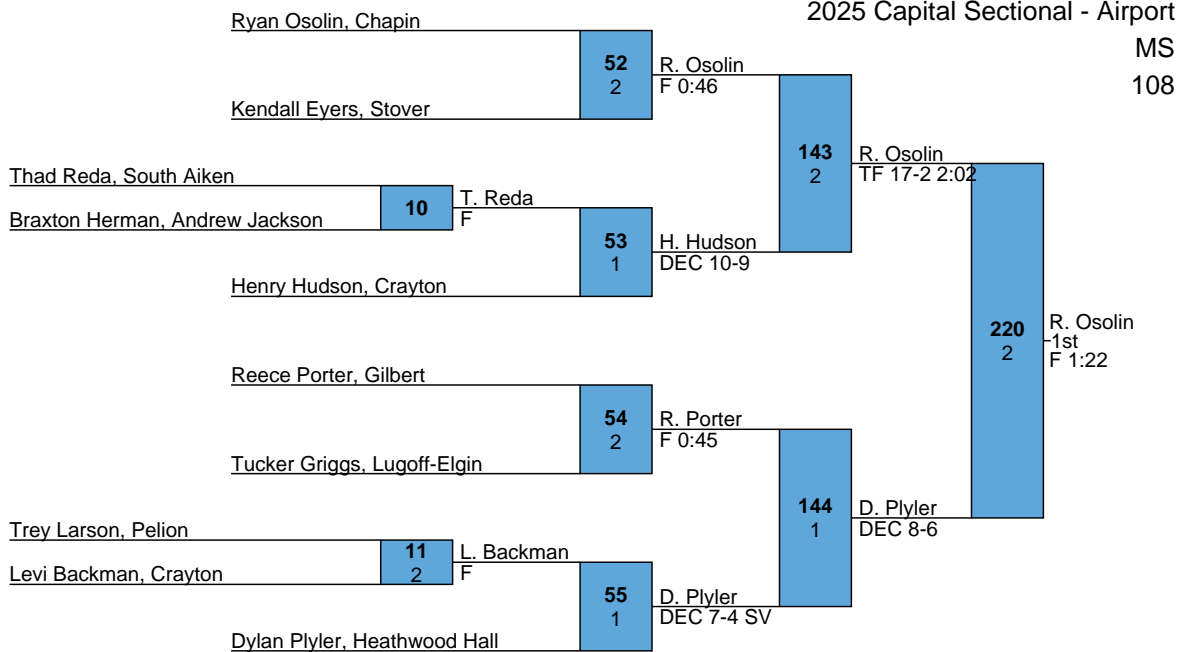 2025 Capital Sectional - Airport
MS
108
Ryan Osolin, Chapin
52
2
R. Osolin
F 0:46
Kendall Eyers, Stover
143
2
R. Osolin
TF 17-2 2:02
Thad Reda, South Aiken
10
T. Reda
F
Braxton Herman, Andrew Jackson
53
1
H. Hudson
DEC 10-9
Henry Hudson, Crayton
220
2
R. Osolin
1st
F 1:22
Reece Porter, Gilbert
54
2
R. Porter
F 0:45
Tucker Griggs, Lugoff-Elgin
144
1
D. Plyler
DEC 8-6
Trey Larson, Pelion
11
2
L. Backman
F
Levi Backman, Crayton
55
1
D. Plyler
DEC 7-4 SV
Dylan Plyler, Heathwood Hall